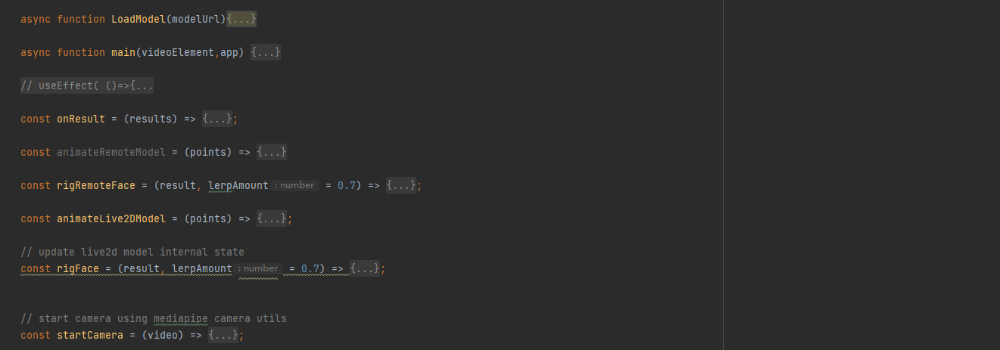 async function LoadModel(modelUrl){...}
async function main(videoElement,app) {...}
// useEffect( ()=>{...
const onResult = (results) => {...};
const animateRemoteModel = (points) => {...}
const rigRemoteFace = (result, lerpAmount : number = 0.7) => {...};
const animateLive2DModel = (points) => {...};
// update live2d model internal state
const rigFace = (result, lerpAmount : number = 0.7) => {...};
// start camera using mediapipe camera utils
const startCamera = (video) => {...};